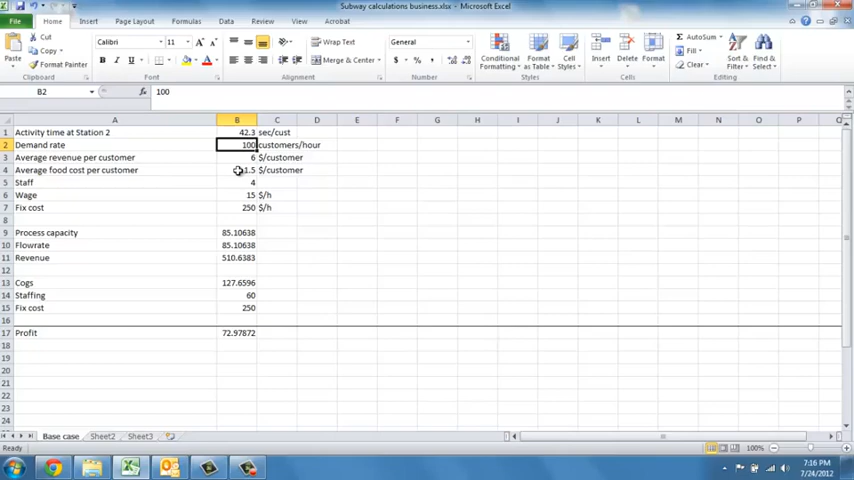 Subway calculations business.xlsx - Microsoft Excel
File Home Insert Page Layout Formulas Data Review View Acrobat
Cut
Copy
Format Painter
Paste
Clipboard
Calibri 11
B I U
Font
Wrap Text
Merge & Center
Alignment
General
$ % ,
Number
Conditional Formatting
Format as Table
Cell Styles
Styles
Insert Delete Format
Cells
AutoSum
Fill
Clear
Sort & Filter
Find & Select
Editing
B2 fx 100
A B C D E F G H I J K L M N O P Q
1 Activity time at Station 2 42.3 sec/cust
2 Demand rate 100 customers/hour
3 Average revenue per customer 6 $/customer
4 Average food cost per customer 1.5 $/customer
5 Staff 4
6 Wage 15 $/h
7 Fix cost 250 $/h
8
9 Process capacity 85.10638
10 Flowrate 85.10638
11 Revenue 510.6383
12
13 Cogs 127.6596
14 Staffing 60
15 Fix cost 250
16
17 Profit 72.97872
18
19
20
21
22
23
24
Base case Sheet2 Sheet3
Ready 100%
7:16 PM
7/24/2012